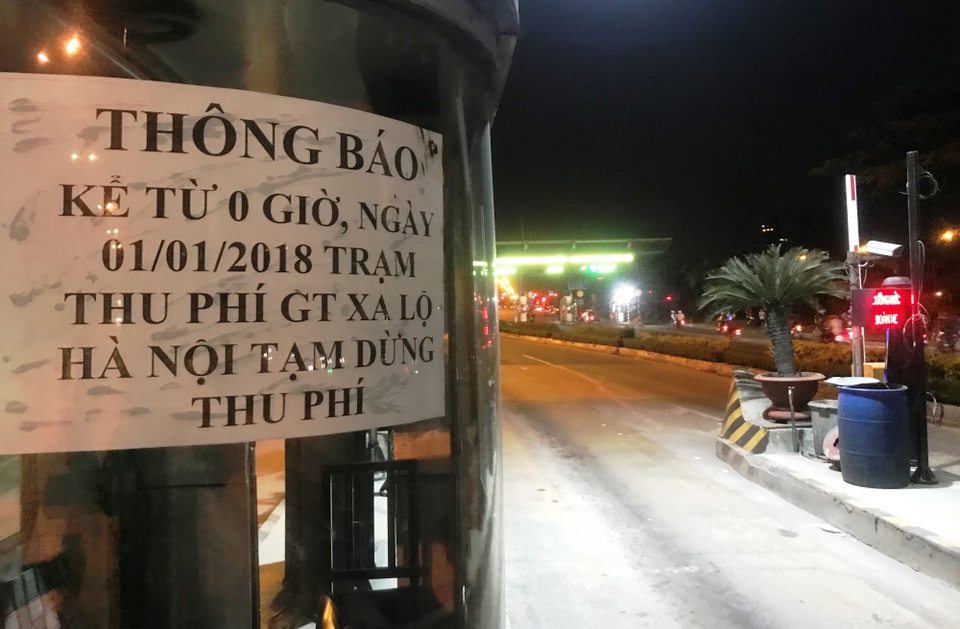 THÔNG BÁO
KỂ TỪ 0 GIỜ, NGÀY
01/01/2018 TRẠM
THU PHÍ GT XA LỘ
HÀ NỘI TẠM DỪNG
THU PHÍ